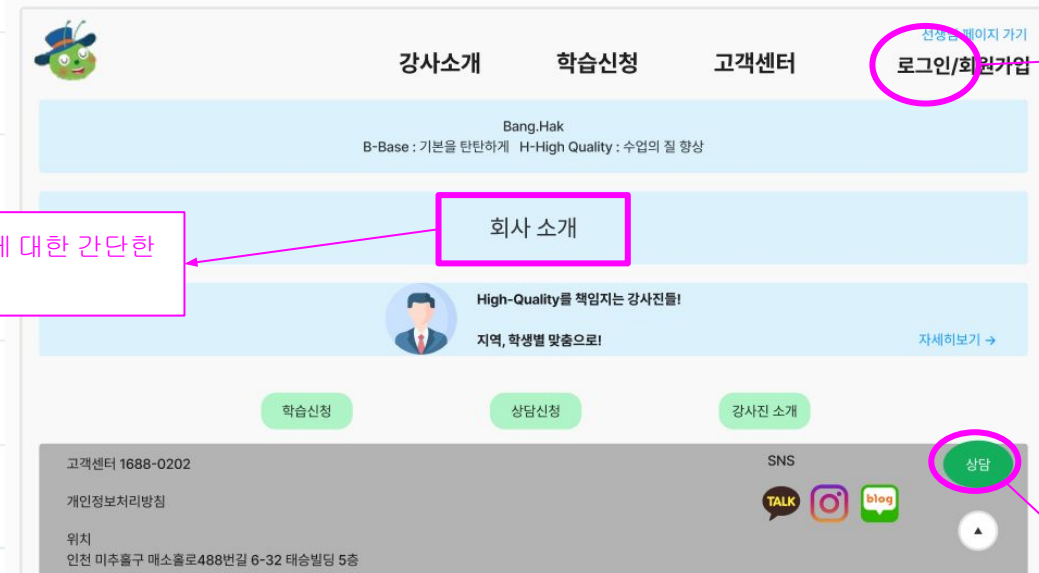 선생님 페이지 가기
강사소개 학습신청 고객센터 로그인/회원가입
Bang.Hak
B-Base : 기본을 탄탄하게 H-High Quality : 수업의 질 향상
회사 소개
에 대한 간단한
High-Quality를 책임지는 강사진들!
지역, 학생별 맞춤으로!
자세히보기 →
학습신청 상담신청 강사진 소개
고객센터 1688-0202
SNS
상담
개인정보처리방침
TALK
blog
위치
인천 미추홀구 매소홀로488번길 6-32 태승빌딩 5층